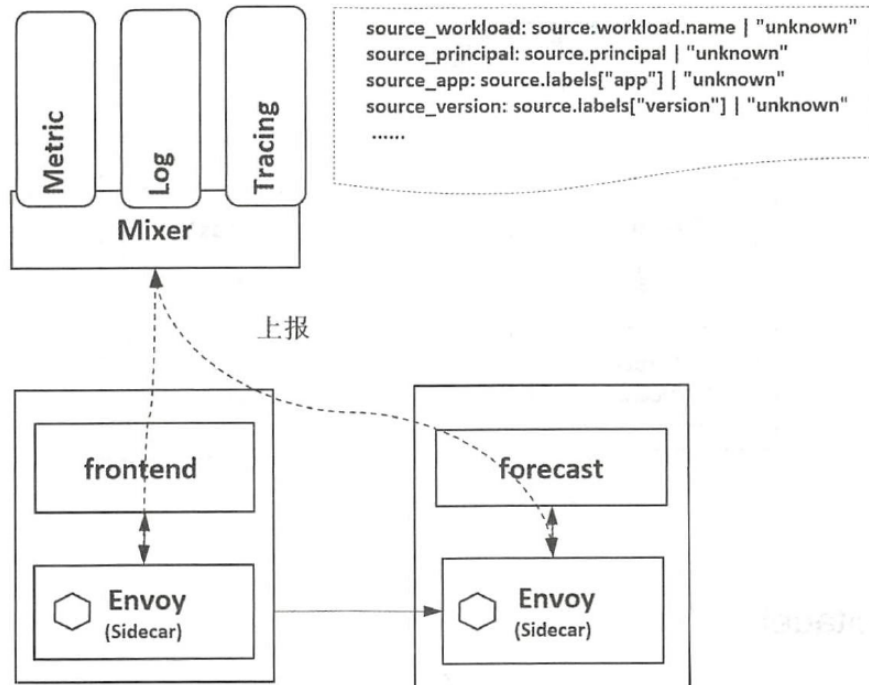 source_workload: source.workload.name | "unknown"
source_principal: source.principal | "unknown"
source_app: source.labels["app"] | "unknown"
source_version: source.labels["version"] | "unknown"
......
Metric
Log
Tracing
Mixer
上报
frontend
forecast
Envoy
(Sidecar)
Envoy
(Sidecar)